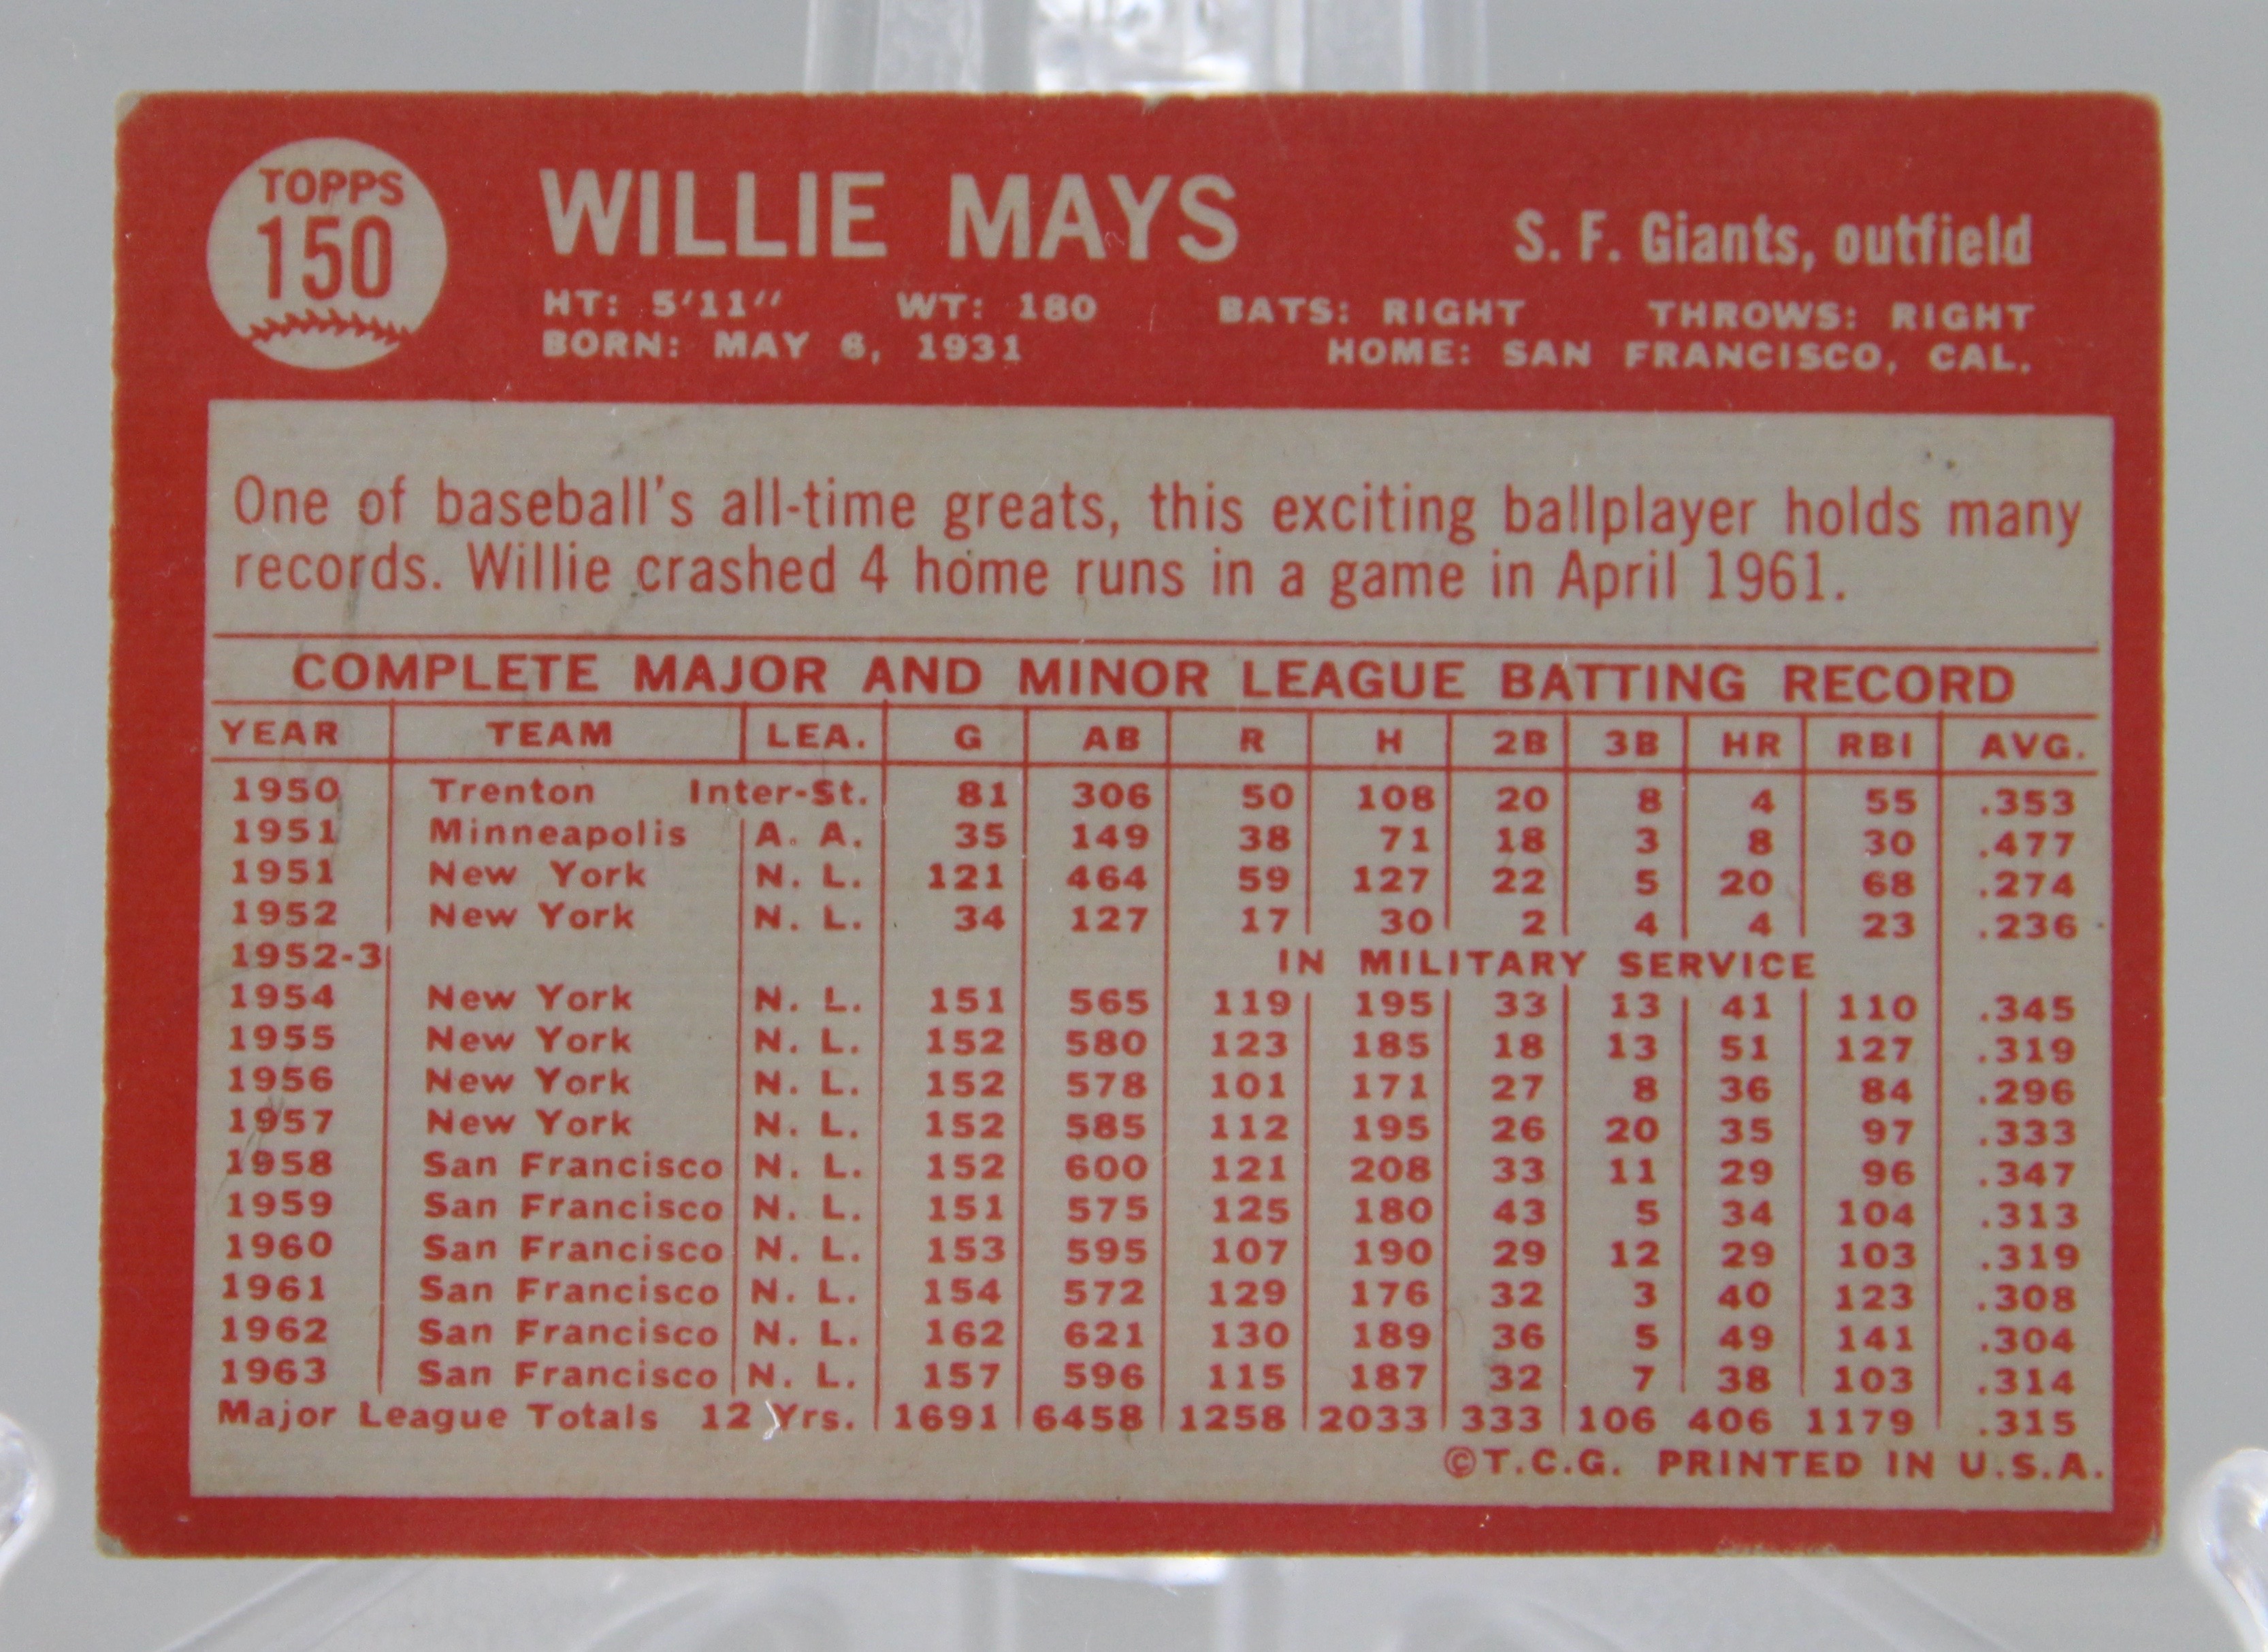 TOPPS
150
WILLIE MAYS
S. F. Giants, outfield
HT: 5'11" WT: 180 BATS: RIGHT THROWS: RIGHT
BORN: MAY 6, 1931 HOME: SAN FRANCISCO, CAL.
One of baseball's all-time greats, this exciting ballplayer holds many
records. Willie crashed 4 home runs in a game in April 1961.
COMPLETE MAJOR AND MINOR LEAGUE BATTING RECORD
YEAR TEAM LEA. G AB R H 2B 3B HR RBI AVG.
1950 Trenton Inter-St. 81 306 50 108 20 8 4 55 .353
1951 Minneapolis A. A. 35 149 38 71 18 3 8 30 .477
1951 New York N. L. 121 464 59 127 22 5 20 68 .274
1952 New York N. L. 34 127 17 30 2 4 4 23 .236
1952-3 IN MILITARY SERVICE
1954 New York N. L. 151 565 119 195 33 13 41 110 .345
1955 New York N. L. 152 580 123 185 18 13 51 127 .319
1956 New York N. L. 152 578 101 171 27 8 36 84 .296
1957 New York N. L. 152 585 112 195 26 20 35 97 .333
1958 San Francisco N. L. 152 600 121 208 33 11 29 96 .347
1959 San Francisco N. L. 151 575 125 180 43 5 34 104 .313
1960 San Francisco N. L. 153 595 107 190 29 12 29 103 .319
1961 San Francisco N. L. 154 572 129 176 32 3 40 123 .308
1962 San Francisco N. L. 162 621 130 189 36 5 49 141 .304
1963 San Francisco N. L. 157 596 115 187 32 7 38 103 .314
Major League Totals 12 Yrs. 1691 6458 1258 2033 333 106 406 1179 .315
©T.C.G. PRINTED IN U.S.A.